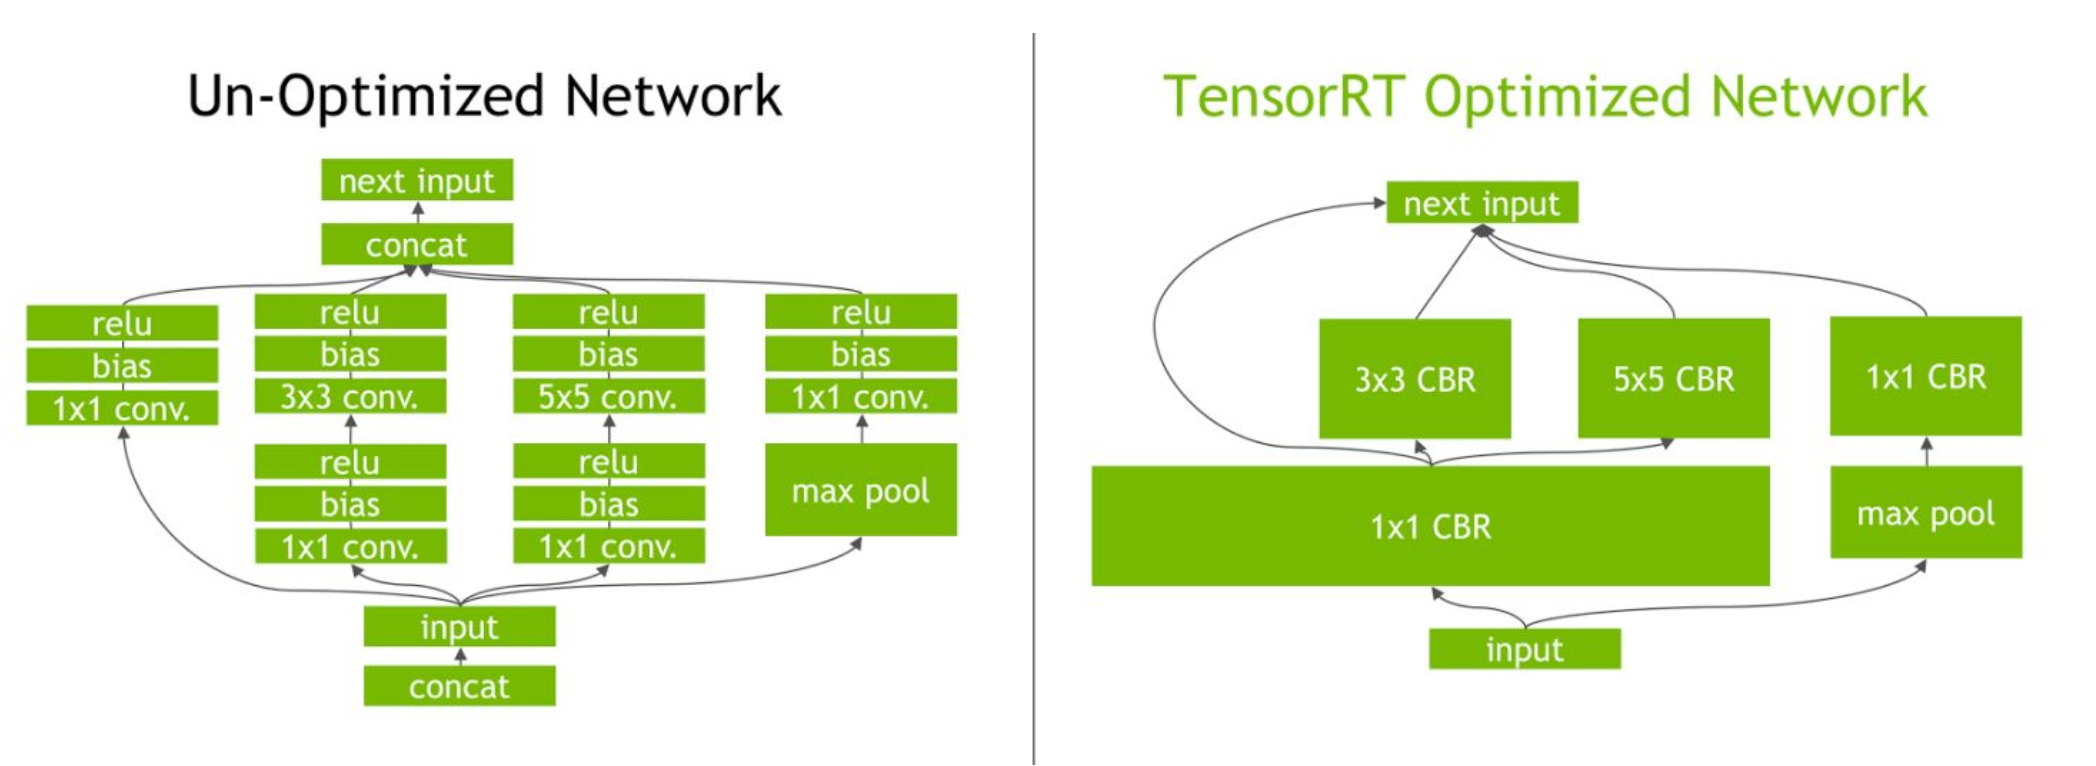 Un-Optimized Network
next input
concat
relu
bias
1x1 conv.
relu
bias
3x3 conv.
relu
bias
1x1 conv.
relu
bias
5x5 conv.
relu
bias
1x1 conv.
relu
bias
1x1 conv.
max pool
input
concat
TensorRT Optimized Network
next input
3x3 CBR
5x5 CBR
1x1 CBR
1x1 CBR
max pool
input